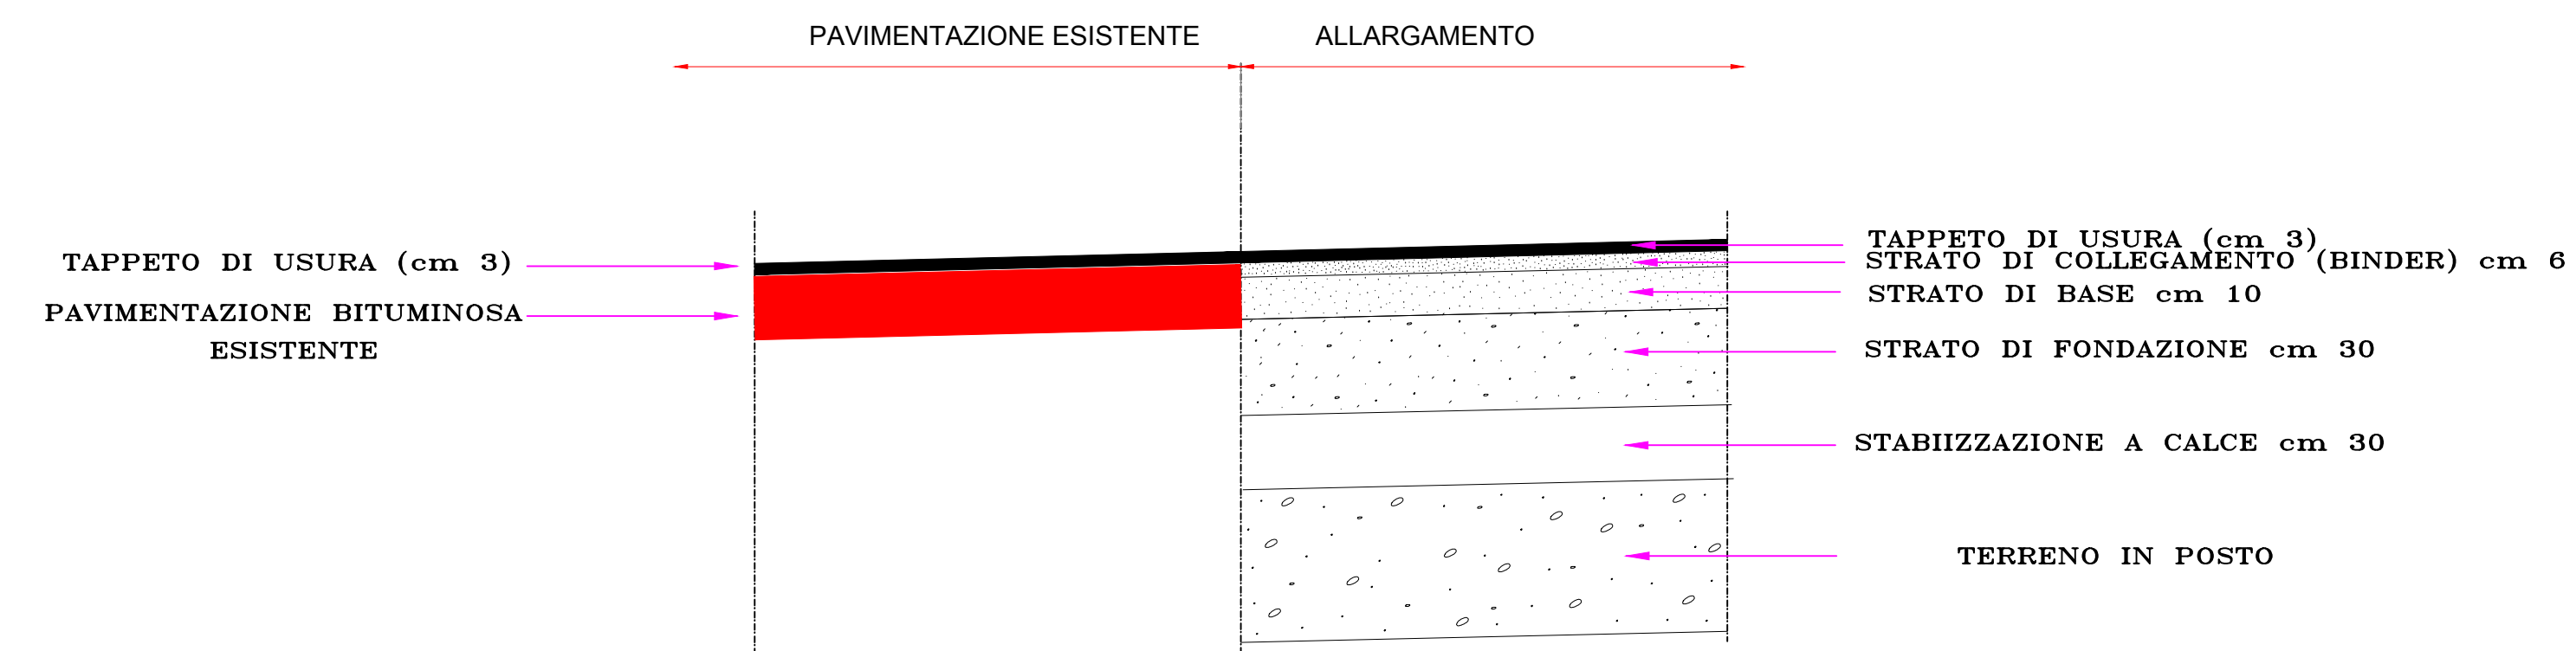 PAVIMENTAZIONE ESISTENTE
ALLARGAMENTO
TAPPETO DI USURA (cm 3)
PAVIMENTAZIONE BITUMINOSA
ESISTENTE
TAPPETO DI USURA (cm 3)
STRATO DI COLLEGAMENTO (BINDER) cm 6
STRATO DI BASE cm 10
STRATO DI FONDAZIONE cm 30
STABIIZZAZIONE A CALCE cm 30
TERRENO IN POSTO